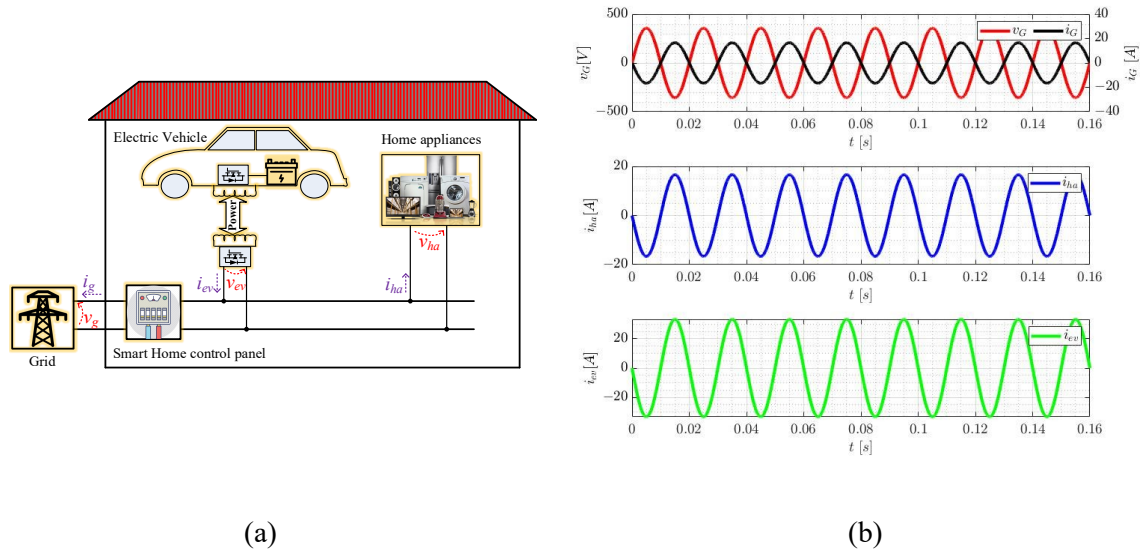 Electric Vehicle
Home appliances
Power
v_ha
i_g
i_ev
v_ev
i_ha
v_g
Smart Home control panel
Grid
(a)
500
0
−500
v_G[V]
40
20
0
−20
−40
i_G [A]
v_G
i_G
0
0.02
0.04
0.06
0.08
0.1
0.12
0.14
0.16
t [s]
20
0
−20
i_ha[A]
i_ha
0
0.02
0.04
0.06
0.08
0.1
0.12
0.14
0.16
t [s]
20
0
−20
i_ev[A]
i_ev
0
0.02
0.04
0.06
0.08
0.1
0.12
0.14
0.16
t [s]
(b)